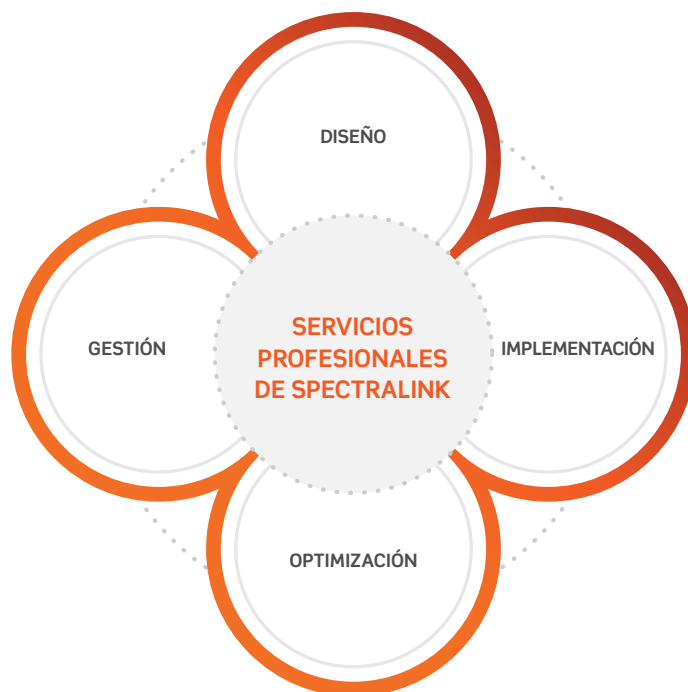 DISEÑO
GESTIÓN
SERVICIOS
PROFESIONALES
DE SPECTRALINK
IMPLEMENTACIÓN
OPTIMIZACIÓN